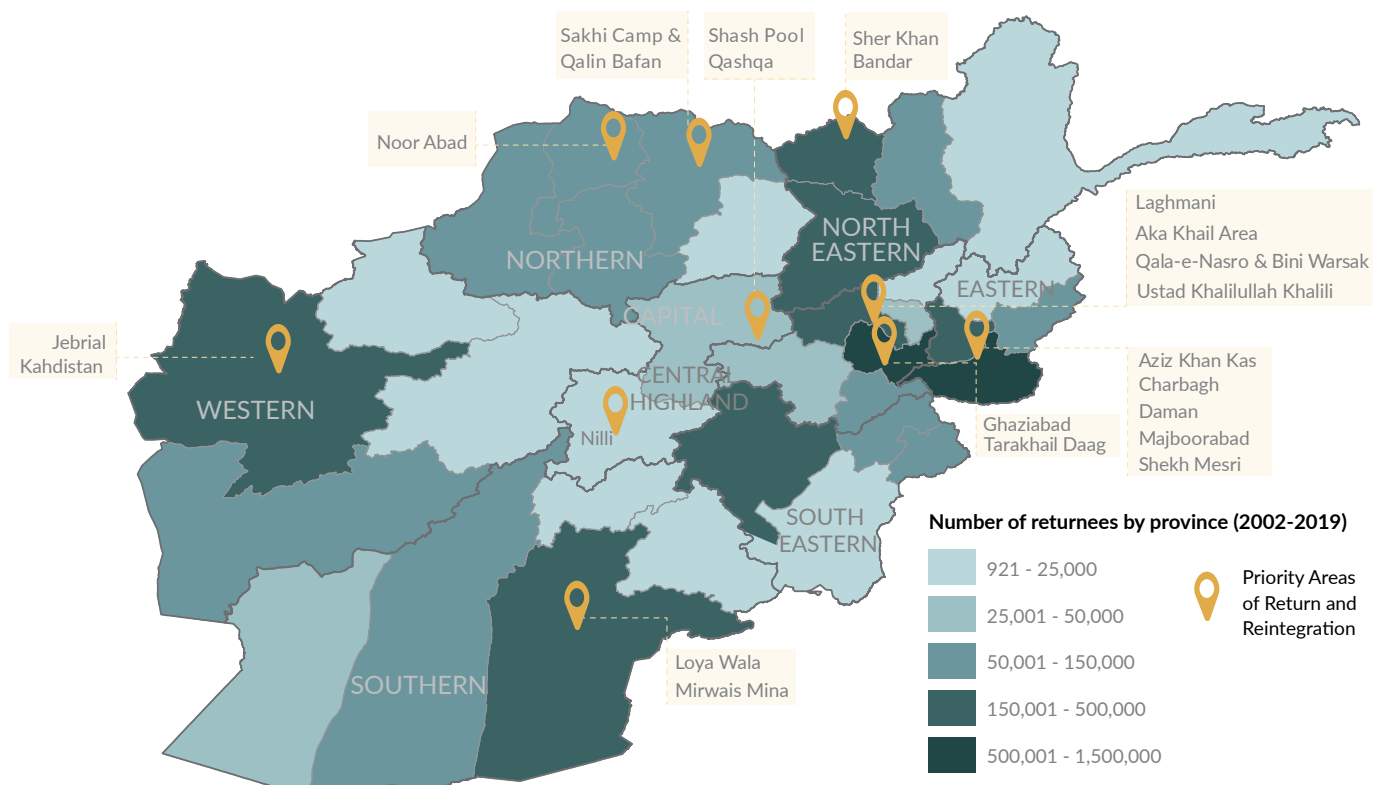 Sakhi Camp &
Qalin Bafan
Shash Pool
Qashqa
Sher Khan
Bandar
Noor Abad
Laghmani
Aka Khail Area
Qala-e-Nasro & Bini Warsak
Ustad Khalilullah Khalili
NORTH
EASTERN
NORTHERN
EASTERN
CAPITAL
Jebrial
Kahdistan
CENTRAL
HIGHLAND
WESTERN
Nilli
Aziz Khan Kas
Charbagh
Daman
Majboorabad
Shekh Mesri
Ghaziabad
Tarakhail Daag
SOUTH
EASTERN
SOUTHERN
Loya Wala
Mirwais Mina
Number of returnees by province (2002-2019)
921 - 25,000
25,001 - 50,000
50,001 - 150,000
150,001 - 500,000
500,001 - 1,500,000
Priority Areas
of Return and
Reintegration